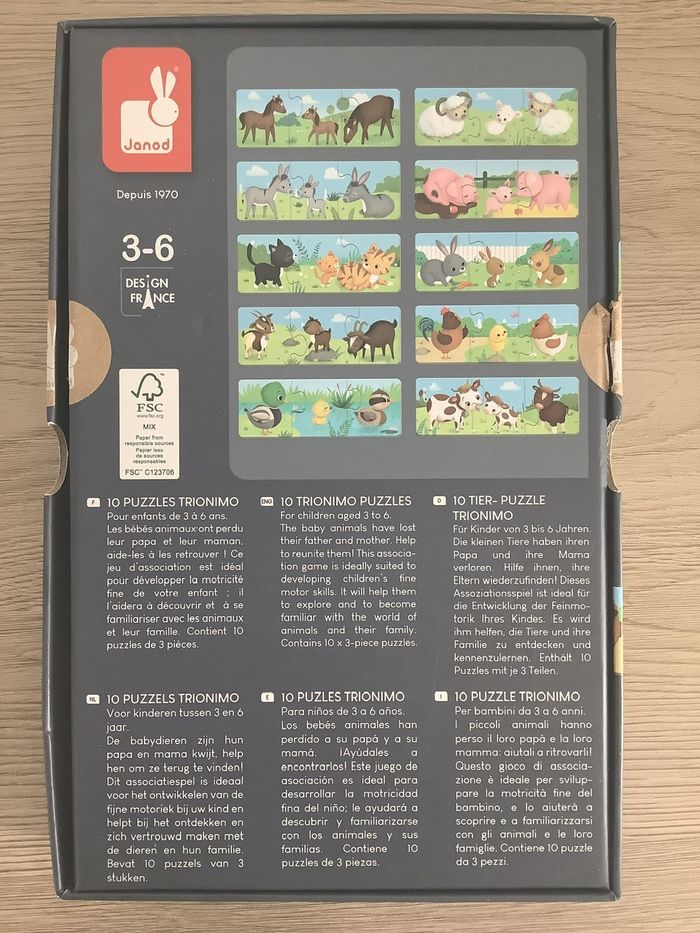 Janod
Depuis 1970
3-6
DESIGN
FRANCE
FSC
www.fsc.org
MIX
Paper from
responsible sources
Papier issu
de sources
responsables
FSC™ C123706
F 10 PUZZLES TRIONIMO
Pour enfants de 3 à 6 ans.
Les bébés animaux ont perdu
leur papa et leur maman,
aide-les à les retrouver ! Ce
jeu d'association est idéal
pour développer la motricité
fine de votre enfant ; il
l'aidera à découvrir et à se
familiariser avec les animaux
et leur famille. Contient 10
puzzles de 3 pièces.
ENG 10 TRIONIMO PUZZLES
For children aged 3 to 6.
The baby animals have lost
their father and mother. Help
to reunite them! This associa-
tion game is ideally suited to
developing children's fine
motor skills. It will help them
to explore and to become
familiar with the world of
animals and their family.
Contains 10 x 3-piece puzzles.
D 10 TIER- PUZZLE
TRIONIMO
Für Kinder von 3 bis 6 Jahren.
Die kleinen Tiere haben ihren
Papa und ihre Mama
verloren. Hilfe ihnen, ihre
Eltern wiederzufinden! Dieses
Assoziationsspiel ist ideal für
die Entwicklung der Feinmo-
torik Ihres Kindes. Es wird
ihm helfen, die Tiere und ihre
Familie zu entdecken und
kennenzulernen. Enthält 10
Puzzles mit je 3 Teilen.
NL 10 PUZZELS TRIONIMO
Voor kinderen tussen 3 en 6
jaar.
De babydieren zijn hun
papa en mama kwijt, help
hen om ze terug te vinden!
Dit associatiespel is ideaal
voor het ontwikkelen van de
fijne motoriek bij uw kind en
helpt bij het ontdekken en
zich vertrouwd maken met
de dieren en hun familie.
Bevat 10 puzzels van 3
stukken.
E 10 PUZLES TRIONIMO
Para niños de 3 a 6 años.
Los bebés animales han
perdido a su papá y a su
mamá. ¡Ayúdales a
encontrarlos! Este juego de
asociación es ideal para
desarrollar la motricidad
fina del niño; le ayudará a
descubrir y familiarizarse
con los animales y sus
familias. Contiene 10
puzles de 3 piezas.
I 10 PUZZLE TRIONIMO
Per bambini da 3 a 6 anni.
I piccoli animali hanno
perso il loro papà e la loro
mamma: aiutali a ritrovarli!
Questo gioco di associa-
zione è ideale per svilup-
pare la motricità fine del
bambino, e lo aiuterà a
scoprire e a familiarizzarsi
con gli animali e le loro
famiglie. Contiene 10 puzzle
da 3 pezzi.